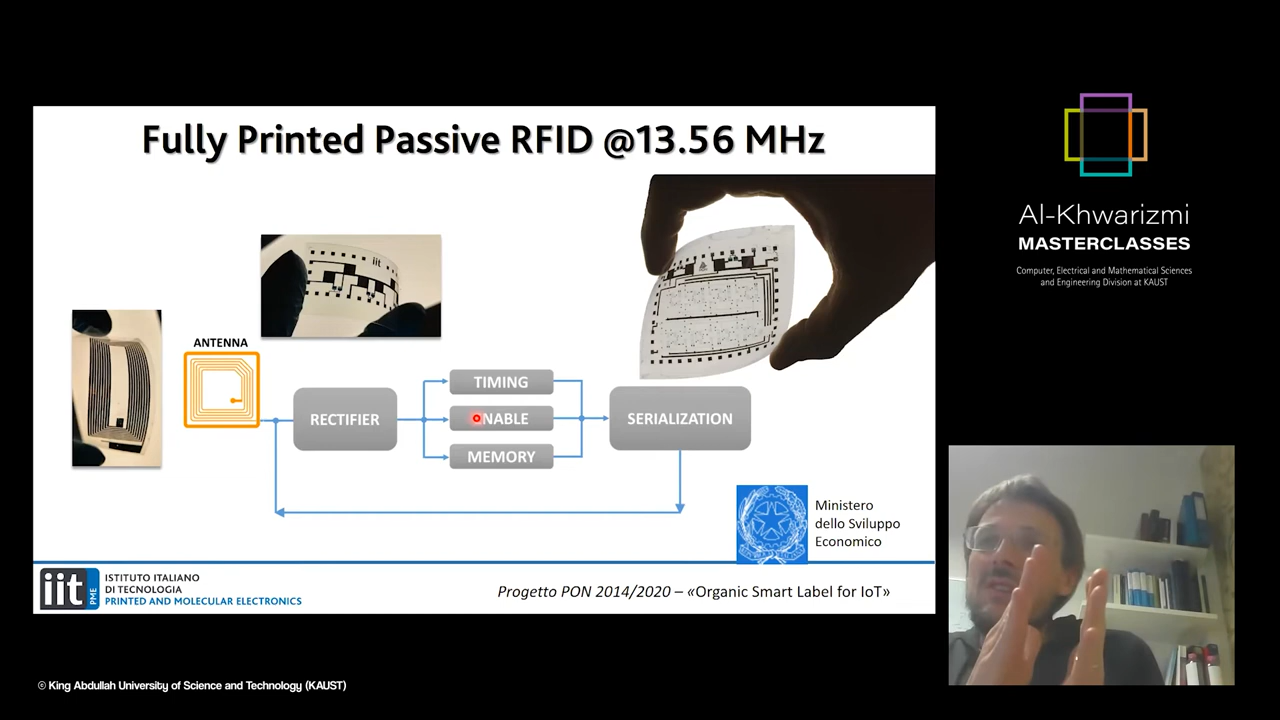 Fully Printed Passive RFID @13.56 MHz
iit
ANTENNA
RECTIFIER
TIMING
NABLE
MEMORY
SERIALIZATION
Ministero
dello Sviluppo
Economico
iit PME
ISTITUTO ITALIANO
DI TECNOLOGIA
PRINTED AND MOLECULAR ELECTRONICS
Progetto PON 2014/2020 – «Organic Smart Label for IoT»
Al-Khwarizmi
MASTERCLASSES
Computer, Electrical and Mathematical Sciences
and Engineering Division at KAUST
© King Abdullah University of Science and Technology (KAUST)